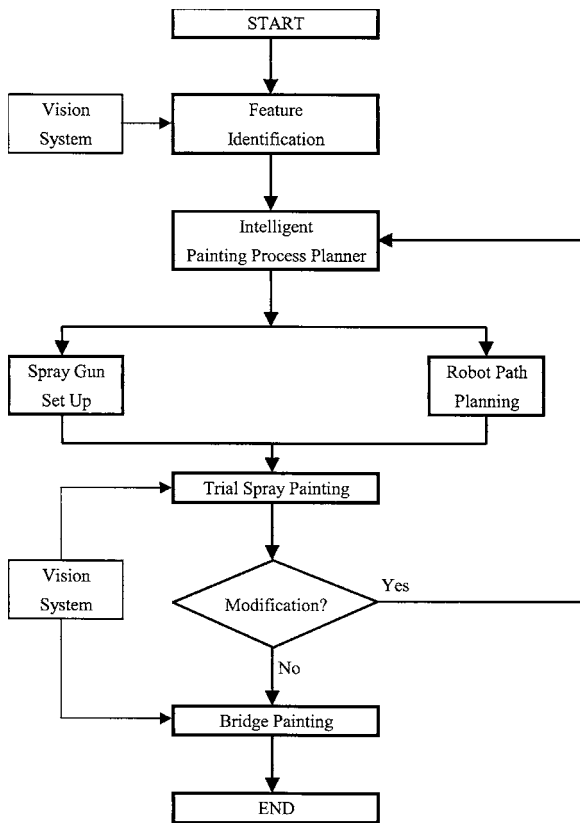 START
Vision
System
Feature
Identification
Intelligent
Painting Process Planner
Spray Gun
Set Up
Robot Path
Planning
Trial Spray Painting
Vision
System
Modification?
Yes
No
Bridge Painting
END